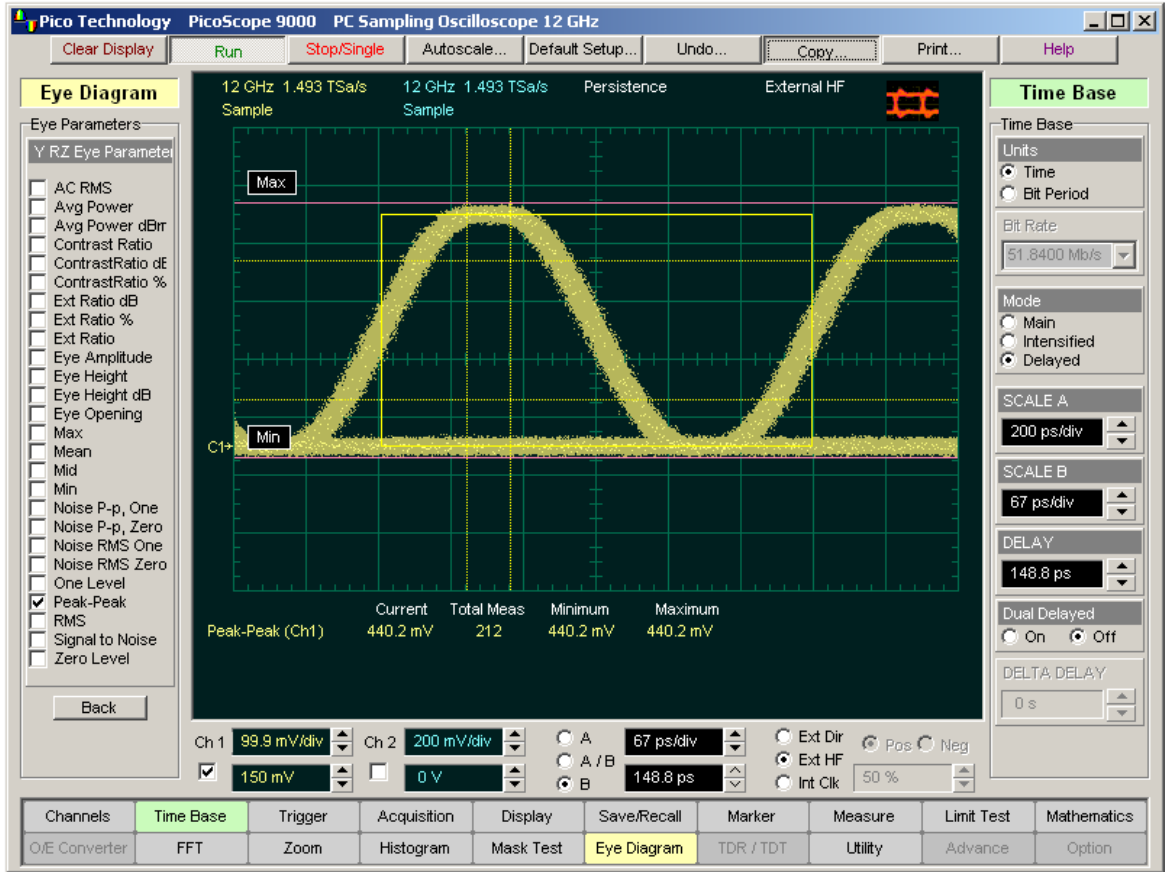 Pico Technology PicoScope 9000 PC Sampling Oscilloscope 12 GHz
Clear Display Run Stop/Single Autoscale... Default Setup... Undo... Copy... Print... Help
Eye Diagram
Eye Parameters
Y RZ Eye Parameter
AC RMS
Avg Power
Avg Power dBm
Contrast Ratio
ContrastRatio dB
ContrastRatio %
Ext Ratio dB
Ext Ratio %
Ext Ratio
Eye Amplitude
Eye Height
Eye Height dB
Eye Opening
Max
Mean
Mid
Min
Noise P-p, One
Noise P-p, Zero
Noise RMS One
Noise RMS Zero
One Level
Peak-Peak
RMS
Signal to Noise
Zero Level
Back
12 GHz 1.493 TSa/s 12 GHz 1.493 TSa/s Persistence External HF
Sample Sample
Max
Min
C1
Current Total Meas Minimum Maximum
Peak-Peak (Ch1) 440.2 mV 212 440.2 mV 440.2 mV
Time Base
Time Base
Units
Time
Bit Period
Bit Rate
51.8400 Mb/s
Mode
Main
Intensified
Delayed
SCALE A
200 ps/div
SCALE B
67 ps/div
DELAY
148.8 ps
Dual Delayed
On Off
DELTA DELAY
0 s
Ch 1 99.9 mV/div Ch 2 200 mV/div A 67 ps/div Ext Dir Pos Neg
A / B Ext HF
150 mV 0 V B 148.8 ps Int Clk 50 %
Channels Time Base Trigger Acquisition Display Save/Recall Marker Measure Limit Test Mathematics
O/E Converter FFT Zoom Histogram Mask Test Eye Diagram TDR / TDT Utility Advance Option